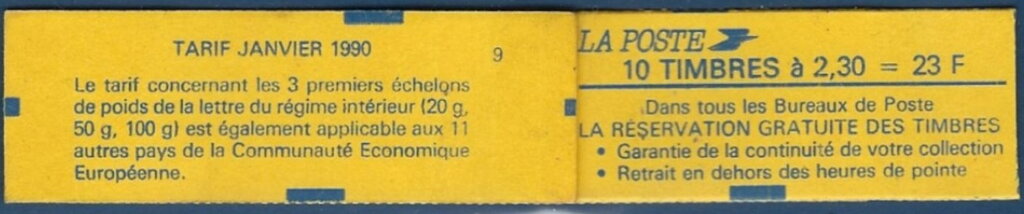 TARIF JANVIER 1990
9
Le tarif concernant les 3 premiers échelons
de poids de la lettre du régime intérieur (20 g,
50 g, 100 g) est également applicable aux 11
autres pays de la Communauté Economique
Européenne.
LA POSTE
10 TIMBRES à 2,30 = 23 F
Dans tous les Bureaux de Poste
LA RÉSERVATION GRATUITE DES TIMBRES
• Garantie de la continuité de votre collection
• Retrait en dehors des heures de pointe